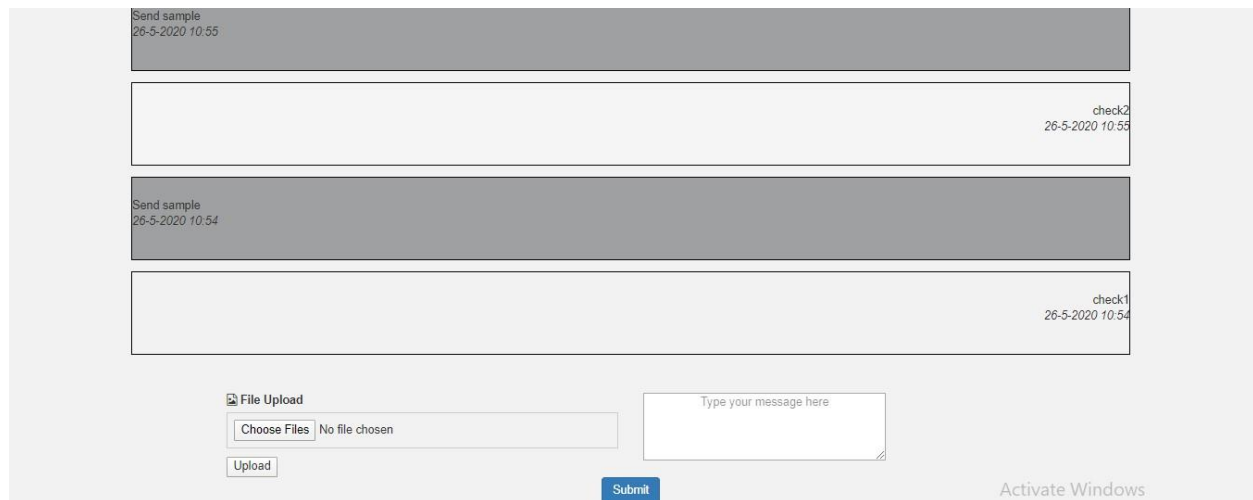 Send sample
26-5-2020 10:55
check2
26-5-2020 10:55
Send sample
26-5-2020 10:54
check1
26-5-2020 10:54
File Upload
Choose Files No file chosen
Upload
Type your message here
Submit
Activate Windows